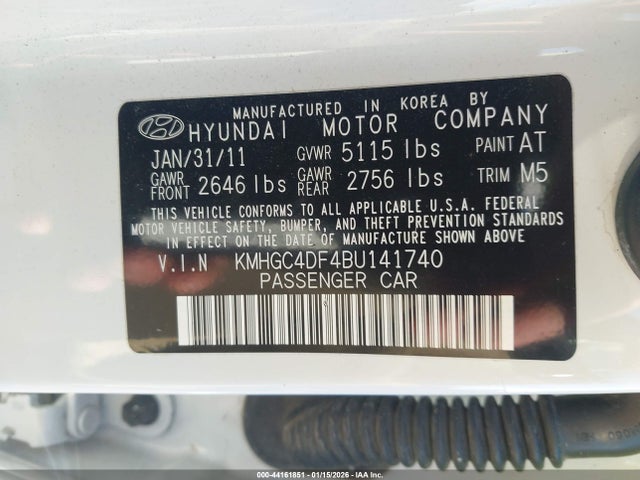 MANUFACTURED IN KOREA BY
HYUNDAI MOTOR COMPANY
JAN/31/11 GVWR 5115 lbs PAINT AT
GAWR FRONT 2646 lbs GAWR REAR 2756 lbs TRIM M5
THIS VEHICLE CONFORMS TO ALL APPLICABLE U.S.A. FEDERAL
MOTOR VEHICLE SAFETY, BUMPER, AND THEFT PREVENTION STANDARDS
IN EFFECT ON THE DATE OF MANUFACTURE SHOWN ABOVE
V.I.N KMHGC4DF4BU141740
PASSENGER CAR
000-44161851 - 01/15/2026 - IAA Inc.